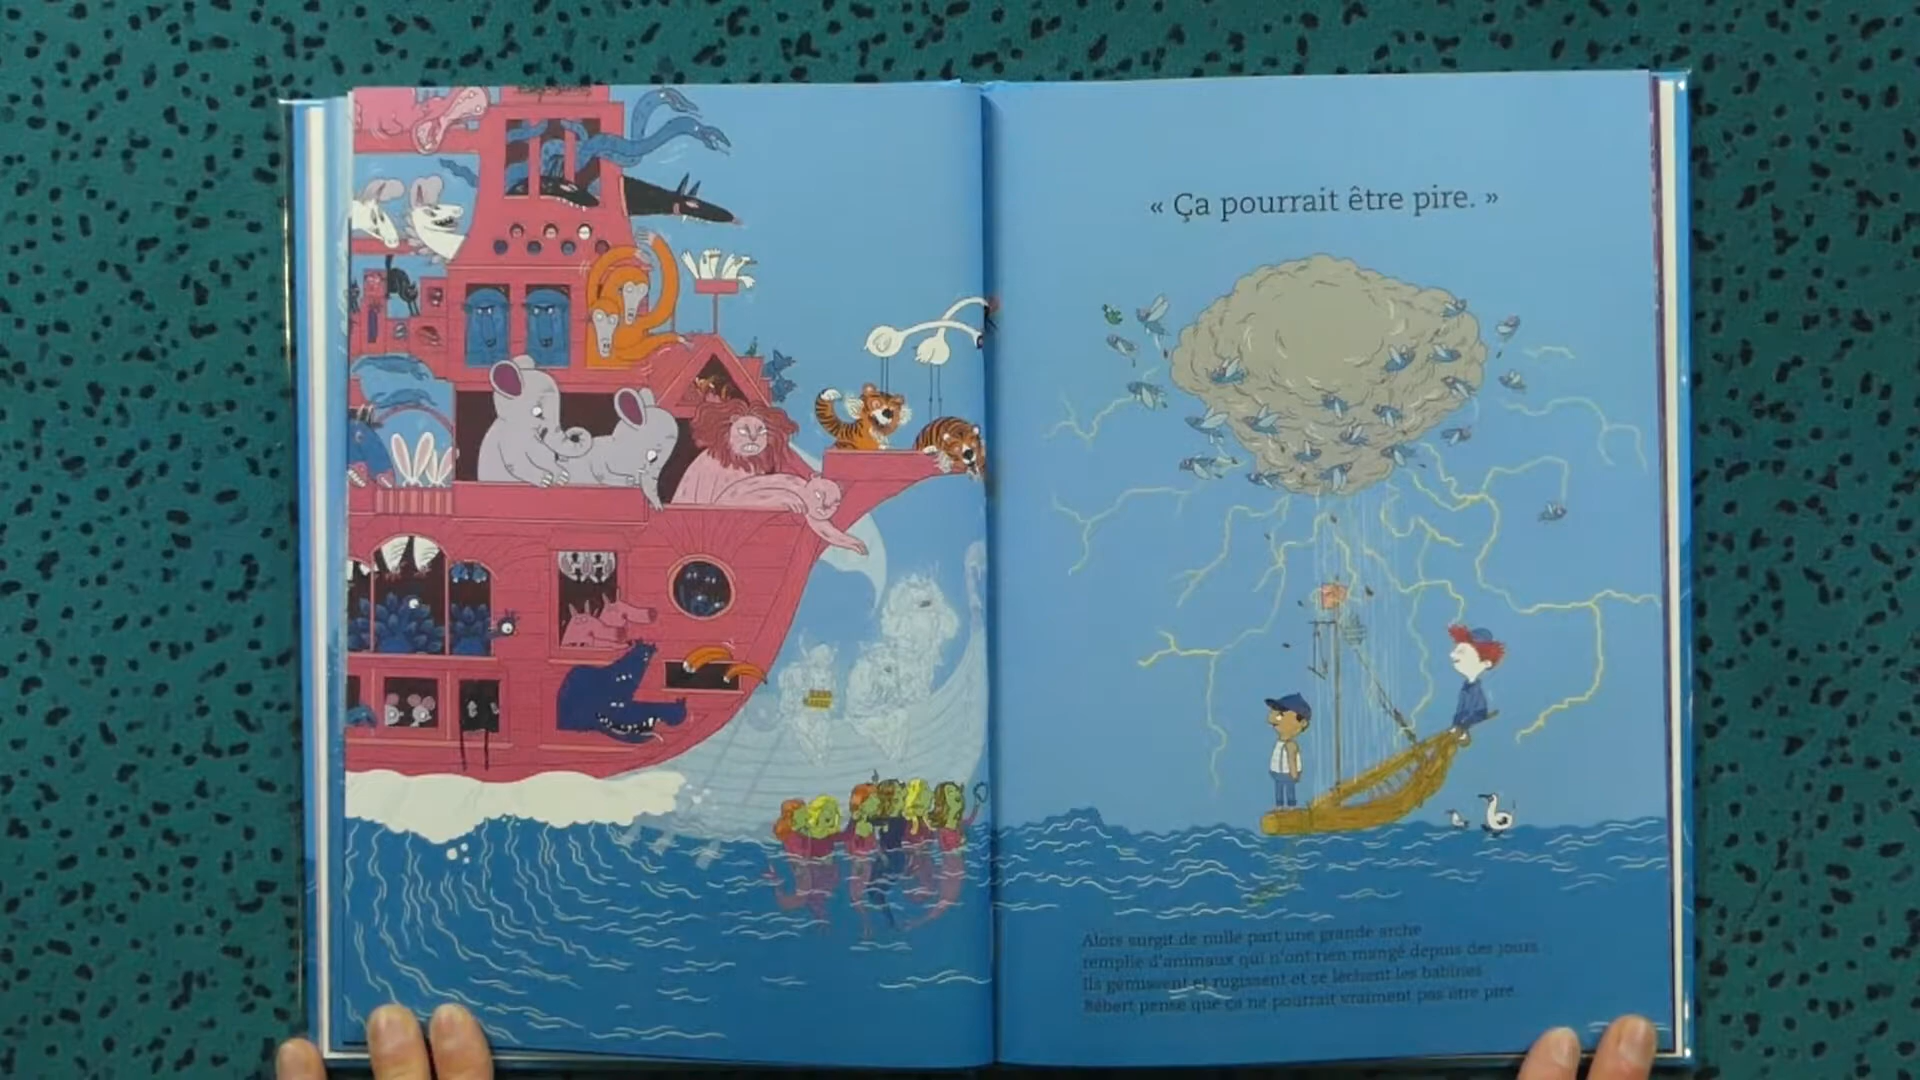 « Ça pourrait être pire. »
Alors surgit de nulle part une grande arche
remplie d'animaux qui n'ont rien mangé depuis des jours.
Ils gémissent et rugissent et se lèchent les babines.
Bébert pense que ça ne pourrait vraiment pas être pire.